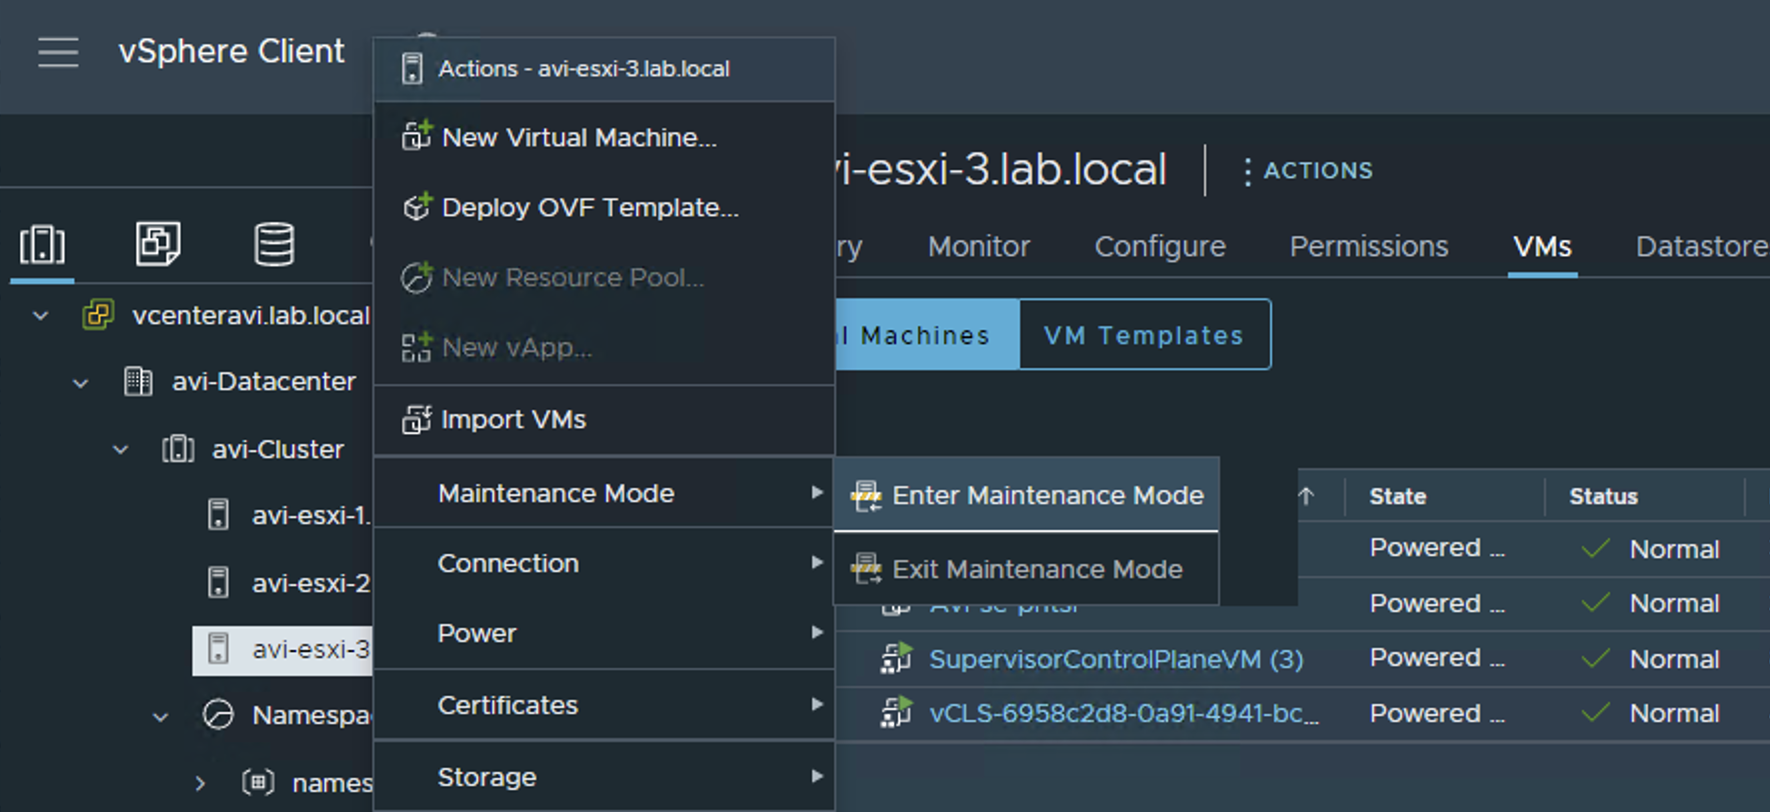 vSphere Client
Actions - avi-esxi-3.lab.local
New Virtual Machine...
Deploy OVF Template...
New Resource Pool...
New vApp...
Import VMs
Maintenance Mode
Connection
Power
Certificates
Storage
Enter Maintenance Mode
Exit Maintenance Mode
vcenteravi.lab.local
avi-Datacenter
avi-Cluster
avi-esxi-1.
avi-esxi-2
avi-esxi-3
Namespa
names
vi-esxi-3.lab.local
ACTIONS
ry Monitor Configure Permissions VMs Datastore
al Machines VM Templates
State Status
Powered ... Normal
Powered ... Normal
SupervisorControlPlaneVM (3) Powered ... Normal
vCLS-6958c2d8-0a91-4941-bc... Powered ... Normal